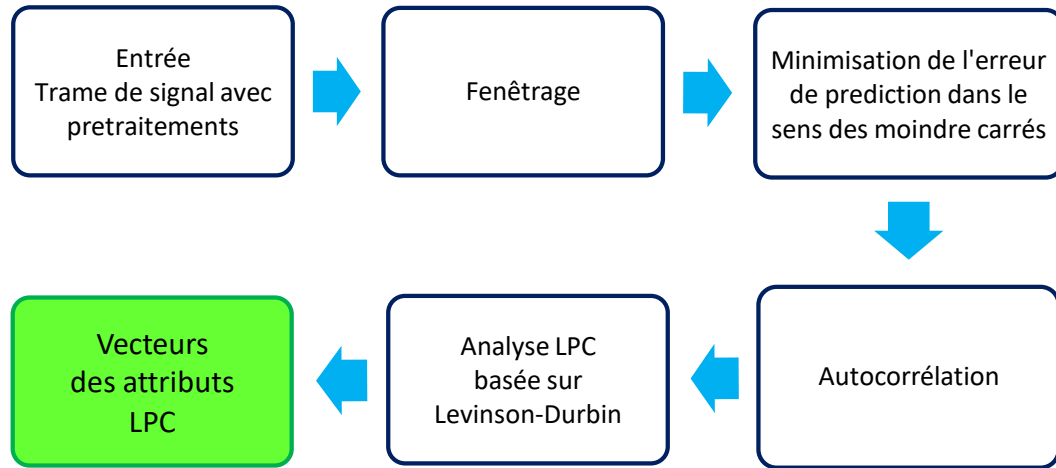 Entrée
Trame de signal avec
pretraitements
Fenêtrage
Minimisation de l'erreur
de prediction dans le
sens des moindre carrés
Autocorrélation
Analyse LPC
basée sur
Levinson-Durbin
Vecteurs
des attributs
LPC